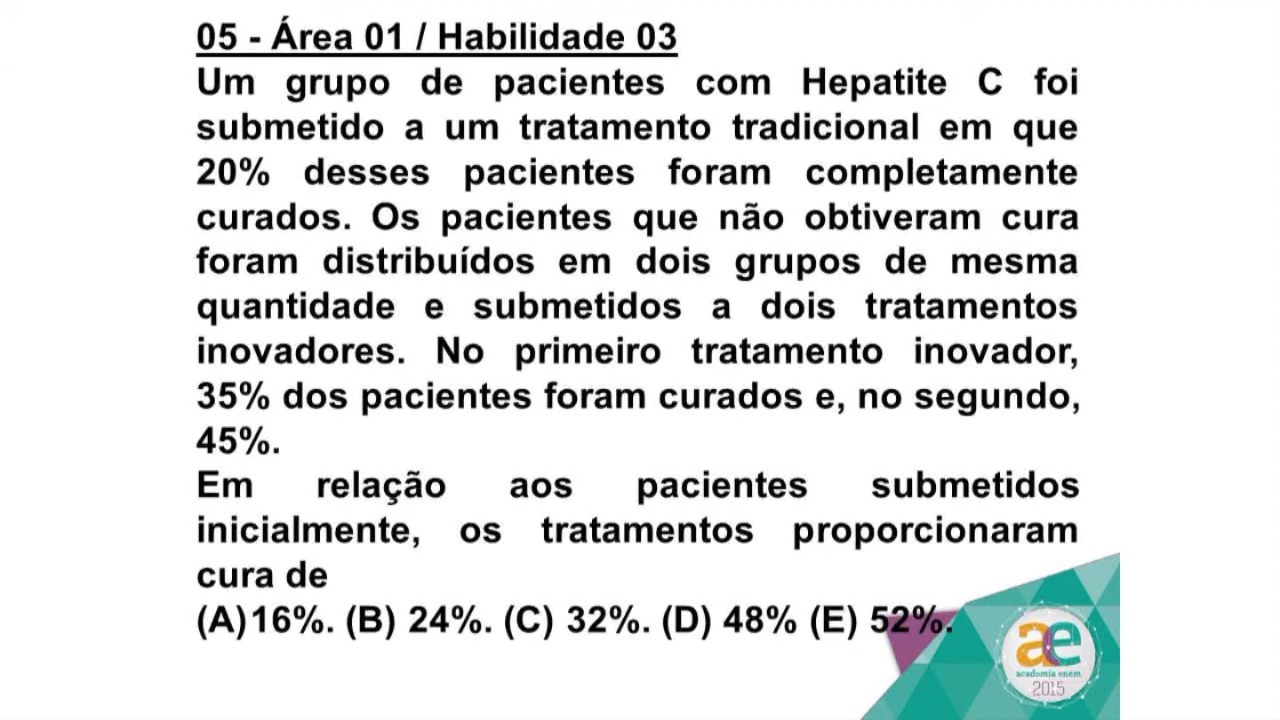 05 - Área 01 / Habilidade 03
Um grupo de pacientes com Hepatite C foi
submetido a um tratamento tradicional em que
20% desses pacientes foram completamente
curados. Os pacientes que não obtiveram cura
foram distribuídos em dois grupos de mesma
quantidade e submetidos a dois tratamentos
inovadores. No primeiro tratamento inovador,
35% dos pacientes foram curados e, no segundo,
45%.
Em relação aos pacientes submetidos
inicialmente, os tratamentos proporcionaram
cura de
(A)16%. (B) 24%. (C) 32%. (D) 48% (E) 52%.
ae
academia enem
2015